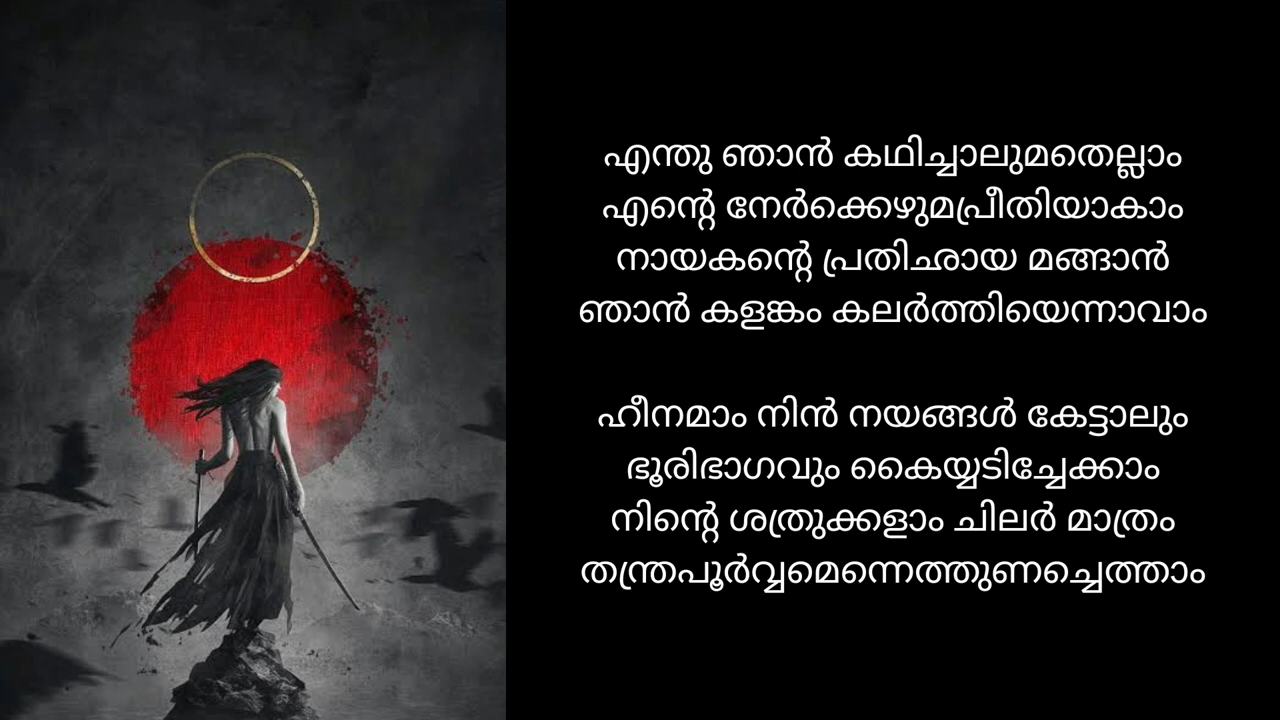 എന്തു ഞാൻ കഥിച്ചാലുമതെല്ലാം
എന്റെ നേർക്കെഴുമപ്രീതിയാകാം
നായകന്റെ പ്രതിഛായ മങ്ങാൻ
ഞാൻ കളങ്കം കലർത്തിയെന്നാവാം
ഹീനമാം നിൻ നയങ്ങൾ കേട്ടാലും
ഭൂരിഭാഗവും കൈയ്യടിച്ചേക്കാം
നിന്റെ ശത്രുക്കളാം ചിലർ മാത്രം
തന്ത്രപൂർവ്വമെന്നെത്തുണച്ചെത്താം